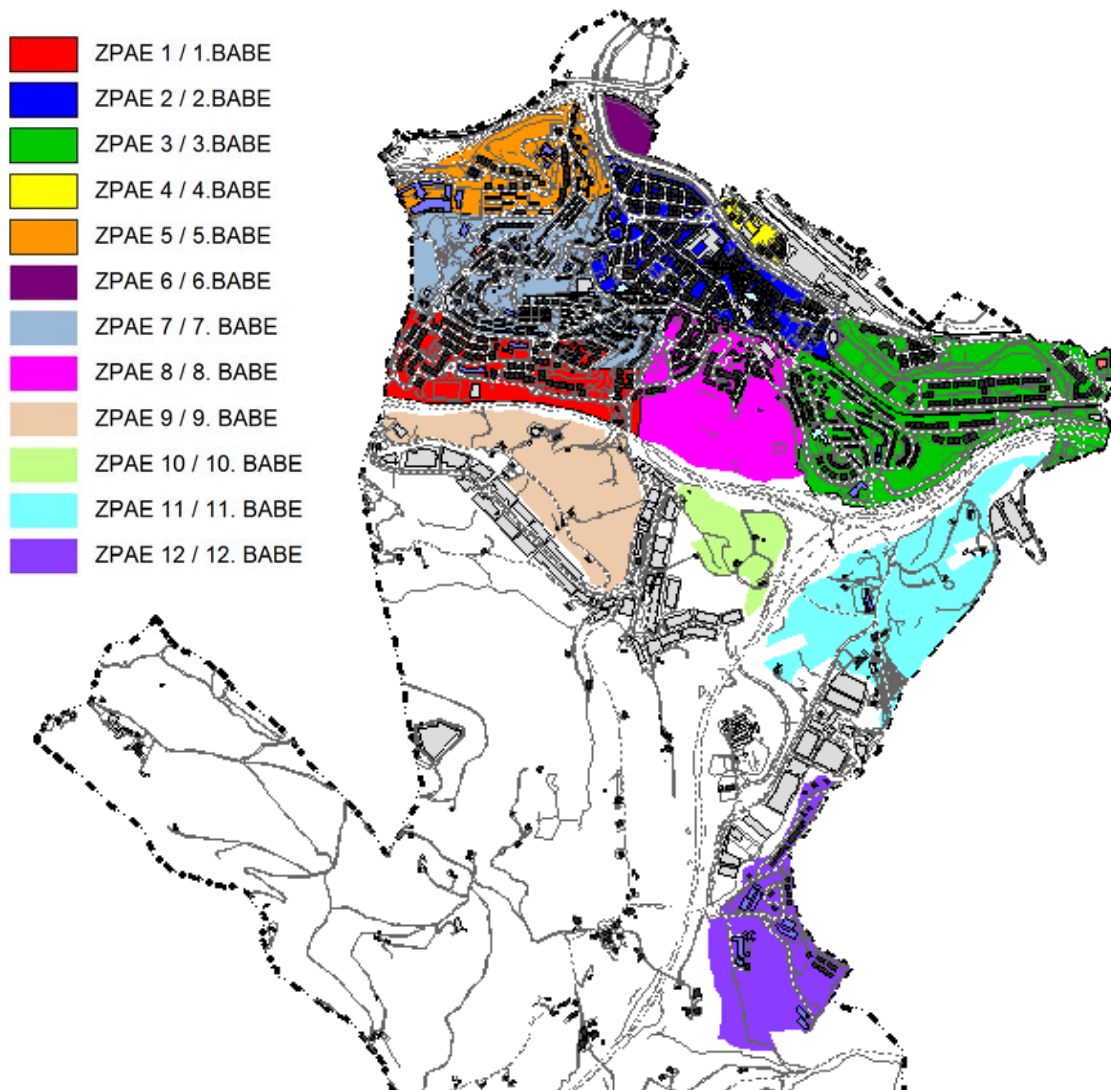 ZPAE 1 / 1.BABE
ZPAE 2 / 2.BABE
ZPAE 3 / 3.BABE
ZPAE 4 / 4.BABE
ZPAE 5 / 5.BABE
ZPAE 6 / 6.BABE
ZPAE 7 / 7. BABE
ZPAE 8 / 8. BABE
ZPAE 9 / 9. BABE
ZPAE 10 / 10. BABE
ZPAE 11 / 11. BABE
ZPAE 12 / 12. BABE